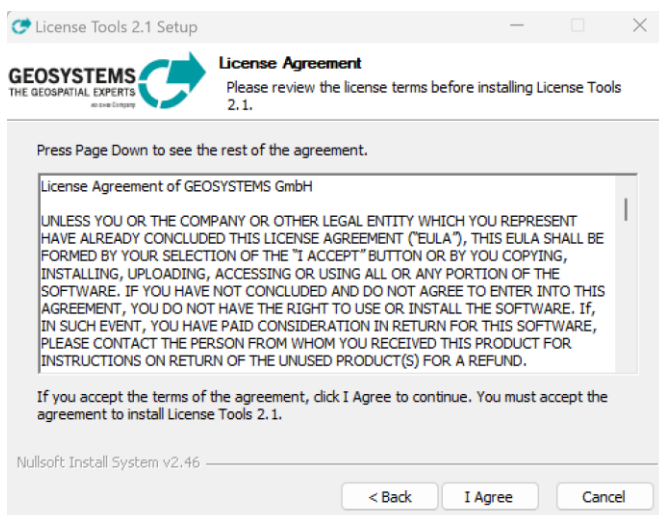 License Tools 2.1 Setup
GEOSYSTEMS
THE GEOSPATIAL EXPERTS
License Agreement
Please review the license terms before installing License Tools
2.1.
Press Page Down to see the rest of the agreement.
License Agreement of GEOSYSTEMS GmbH
UNLESS YOU OR THE COMPANY OR OTHER LEGAL ENTITY WHICH YOU REPRESENT
HAVE ALREADY CONCLUDED THIS LICENSE AGREEMENT ("EULA"), THIS EULA SHALL BE
FORMED BY YOUR SELECTION OF THE "I ACCEPT" BUTTON OR BY YOU COPYING,
INSTALLING, UPLOADING, ACCESSING OR USING ALL OR ANY PORTION OF THE
SOFTWARE. IF YOU HAVE NOT CONCLUDED AND DO NOT AGREE TO ENTER INTO THIS
AGREEMENT, YOU DO NOT HAVE THE RIGHT TO USE OR INSTALL THE SOFTWARE. If,
IN SUCH EVENT, YOU HAVE PAID CONSIDERATION IN RETURN FOR THIS SOFTWARE,
PLEASE CONTACT THE PERSON FROM WHOM YOU RECEIVED THIS PRODUCT FOR
INSTRUCTIONS ON RETURN OF THE UNUSED PRODUCT(S) FOR A REFUND.
If you accept the terms of the agreement, click I Agree to continue. You must accept the
agreement to install License Tools 2.1.
Nullsoft Install System v2.46
< Back
I Agree
Cancel